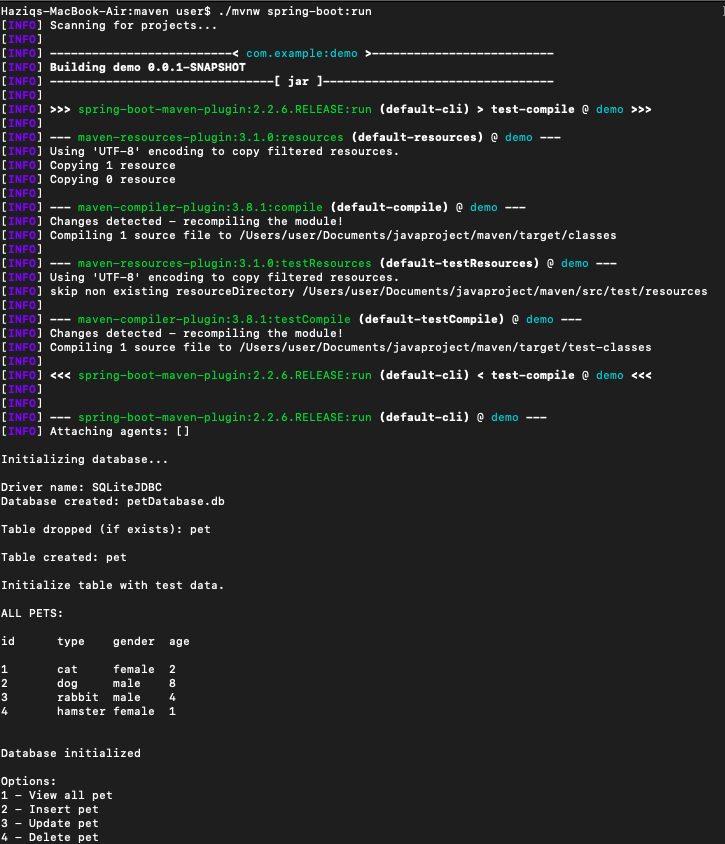 Haziqs-MacBook-Air:maven user$ ./mvnw spring-boot:run
[INFO] Scanning for projects...
[INFO]
[INFO] --------------------------< com.example:demo >--------------------------
[INFO] Building demo 0.0.1-SNAPSHOT
[INFO] --------------------------------[ jar ]---------------------------------
[INFO]
[INFO] >>> spring-boot-maven-plugin:2.2.6.RELEASE:run (default-cli) > test-compile @ demo >>>
[INFO]
[INFO] --- maven-resources-plugin:3.1.0:resources (default-resources) @ demo ---
[INFO] Using 'UTF-8' encoding to copy filtered resources.
[INFO] Copying 1 resource
[INFO] Copying 0 resource
[INFO]
[INFO] --- maven-compiler-plugin:3.8.1:compile (default-compile) @ demo ---
[INFO] Changes detected - recompiling the module!
[INFO] Compiling 1 source file to /Users/user/Documents/javaproject/maven/target/classes
[INFO]
[INFO] --- maven-resources-plugin:3.1.0:testResources (default-testResources) @ demo ---
[INFO] Using 'UTF-8' encoding to copy filtered resources.
[INFO] skip non existing resourceDirectory /Users/user/Documents/javaproject/maven/src/test/resources
[INFO]
[INFO] --- maven-compiler-plugin:3.8.1:testCompile (default-testCompile) @ demo ---
[INFO] Changes detected - recompiling the module!
[INFO] Compiling 1 source file to /Users/user/Documents/javaproject/maven/target/test-classes
[INFO]
[INFO] <<< spring-boot-maven-plugin:2.2.6.RELEASE:run (default-cli) < test-compile @ demo <<<
[INFO]
[INFO]
[INFO] --- spring-boot-maven-plugin:2.2.6.RELEASE:run (default-cli) @ demo ---
[INFO] Attaching agents: []
Initializing database...
Driver name: SQLiteJDBC
Database created: petDatabase.db
Table dropped (if exists): pet
Table created: pet
Initialize table with test data.
ALL PETS:
id type gender age
1 cat female 2
2 dog male 8
3 rabbit male 4
4 hamster female 1
Database initialized
Options:
1 - View all pet
2 - Insert pet
3 - Update pet
4 - Delete pet